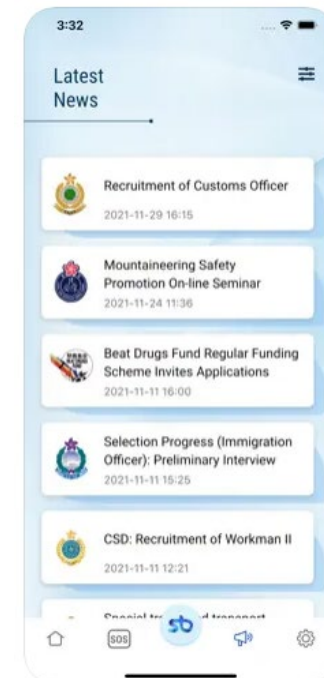 3:32
Latest
News
Recruitment of Customs Officer
2021-11-29 16:15
Mountaineering Safety
Promotion On-line Seminar
2021-11-24 11:36
Beat Drugs Fund Regular Funding
Scheme Invites Applications
2021-11-11 16:00
Selection Progress (Immigration
Officer): Preliminary Interview
2021-11-11 15:25
CSD: Recruitment of Workman II
2021-11-11 12:21
SOS
sb